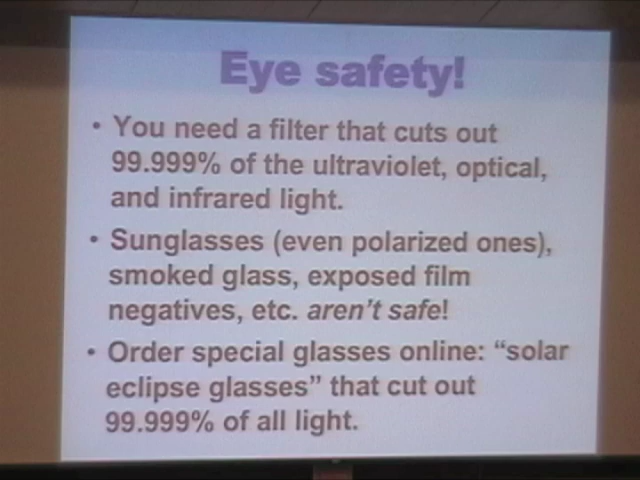 Eye safety!
• You need a filter that cuts out
99.999% of the ultraviolet, optical,
and infrared light.
• Sunglasses (even polarized ones),
smoked glass, exposed film
negatives, etc. aren't safe!
• Order special glasses online: “solar
eclipse glasses” that cut out
99.999% of all light.